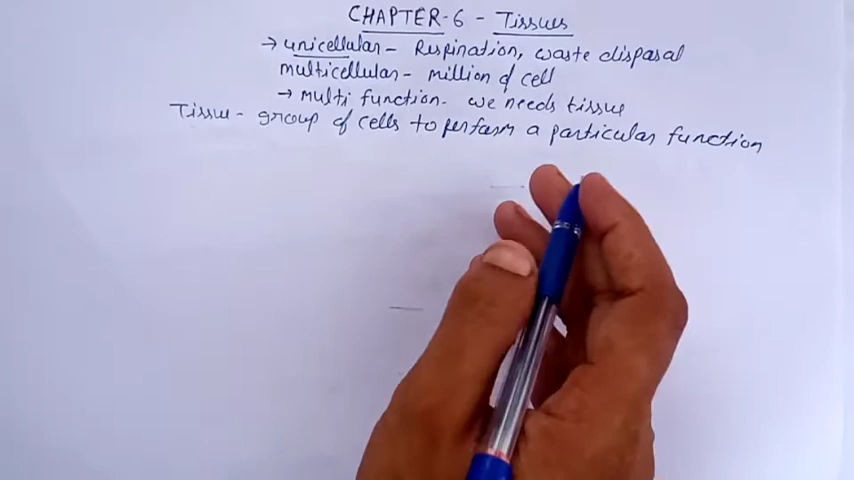 CHAPTER-6 - Tissues
→ unicellular - Respiration, waste disposal
multicellular - million of cell
→ multi function - we needs tissue
Tissue - group of cells to perform a particular function